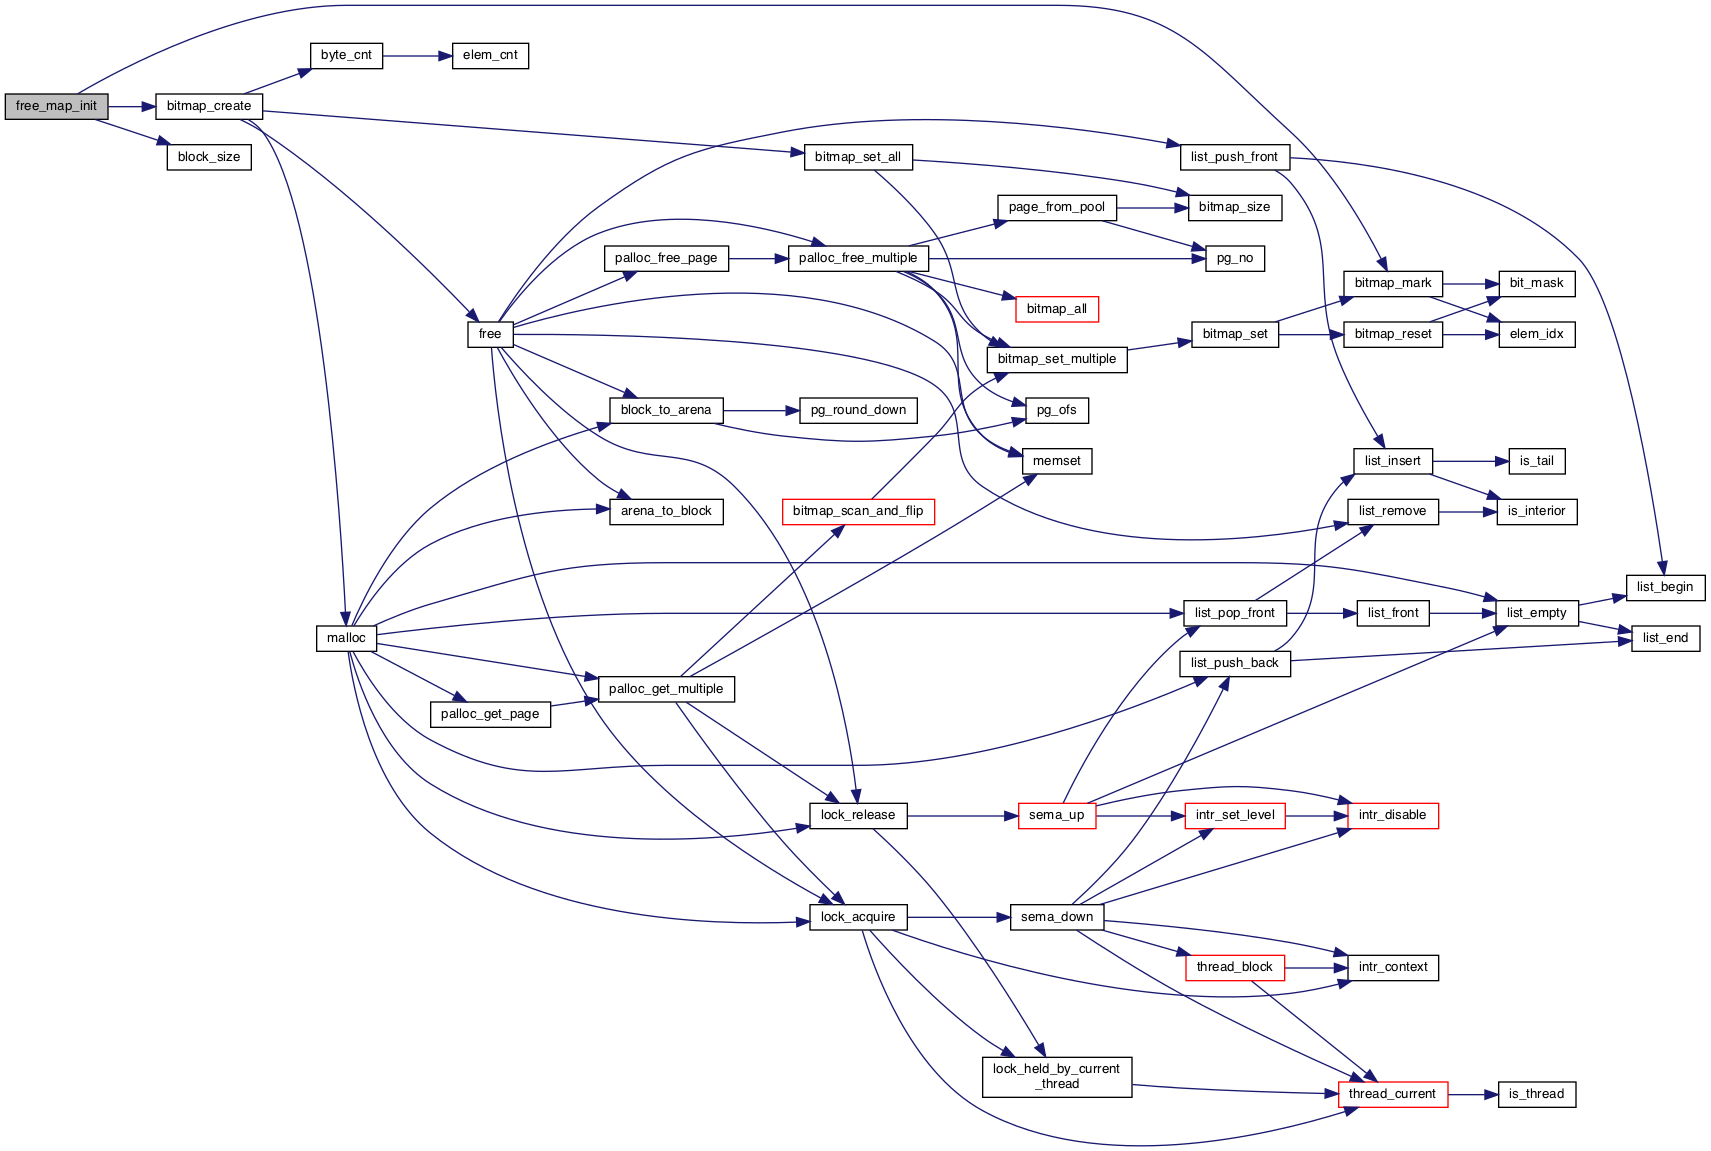 byte_cnt
elem_cnt
free_map_init
bitmap_create
block_size
bitmap_set_all
list_push_front
page_from_pool
bitmap_size
palloc_free_page
palloc_free_multiple
pg_no
bitmap_all
bitmap_mark
bit_mask
free
bitmap_set_multiple
bitmap_set
bitmap_reset
elem_idx
block_to_arena
pg_round_down
pg_ofs
memset
list_insert
is_tail
arena_to_block
bitmap_scan_and_flip
list_remove
is_interior
list_begin
malloc
list_pop_front
list_front
list_empty
list_end
list_push_back
palloc_get_multiple
palloc_get_page
lock_release
sema_up
intr_set_level
intr_disable
lock_acquire
sema_down
thread_block
intr_context
lock_held_by_current
_thread
thread_current
is_thread